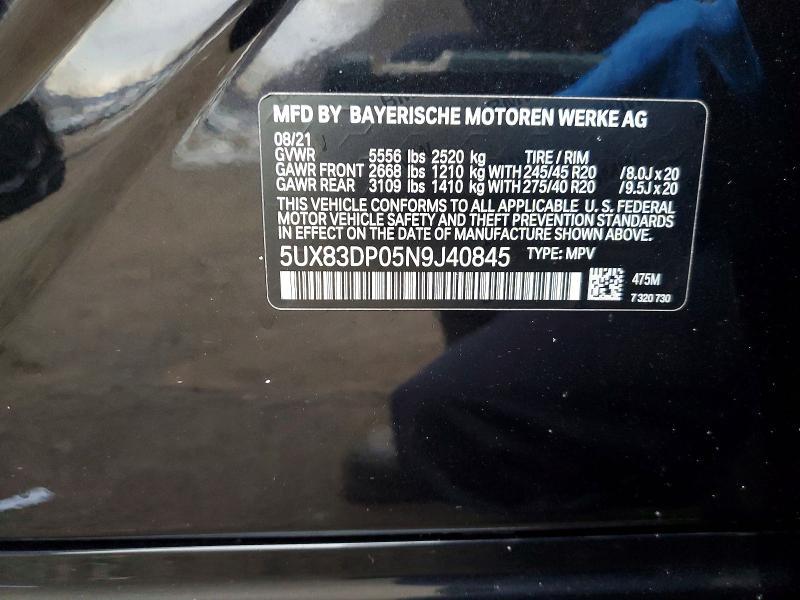 MFD BY BAYERISCHE MOTOREN WERKE AG
08/21
GVWR 5556 lbs 2520 kg TIRE / RIM
GAWR FRONT 2668 lbs 1210 kg WITH 245/45 R20 /8.0J x 20
GAWR REAR 3109 lbs 1410 kg WITH 275/40 R20 /9.5J x 20
THIS VEHICLE CONFORMS TO ALL APPLICABLE U. S. FEDERAL
MOTOR VEHICLE SAFETY AND THEFT PREVENTION STANDARDS
IN EFFECT ON THE DATE OF MANUFACTURE SHOWN ABOVE.
5UX83DP05N9J40845 TYPE: MPV
475M
7 320 730